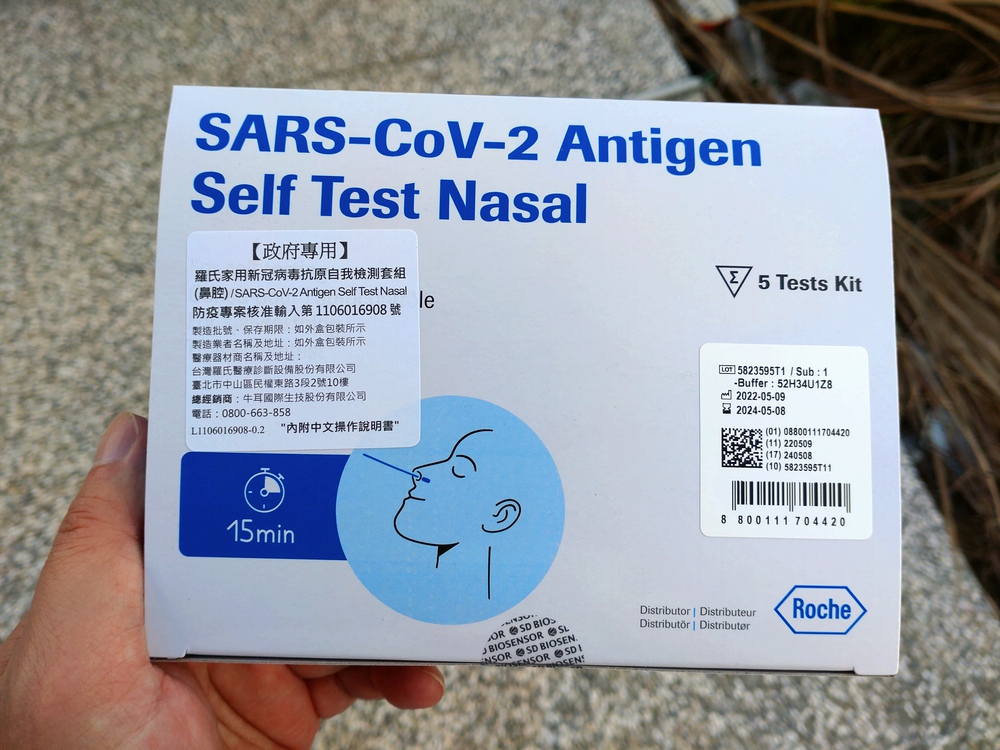 SARS-CoV-2 Antigen
Self Test Nasal
【政府專用】
羅氏家用新冠病毒抗原自我檢測套組
(鼻腔)/SARS-CoV-2 Antigen Self Test Nasal
防疫專案核准輸入第 1106016908 號
製造批號、保存期限：如外盒包裝所示
製造業者名稱及地址：如外盒包裝所示
醫療器材商名稱及地址：
台灣羅氏醫療診斷設備股份有限公司
臺北市中山區民權東路3段2號10樓
總經銷商：牛耳國際生技股份有限公司
電話：0800-663-858
L1106016908-0.2 "內附中文操作說明書"
le
Σ 5 Tests Kit
LOT 5823595T1 / Sub : 1
-Buffer : 52H34U1Z8
2022-05-09
2024-05-08
(01) 08800111704420
(11) 220509
(17) 240508
(10) 5823595T11
8 800111 704420
15min
Distributor | Distributeur
Distributör | Distributør
Roche
SD BIOSENSOR